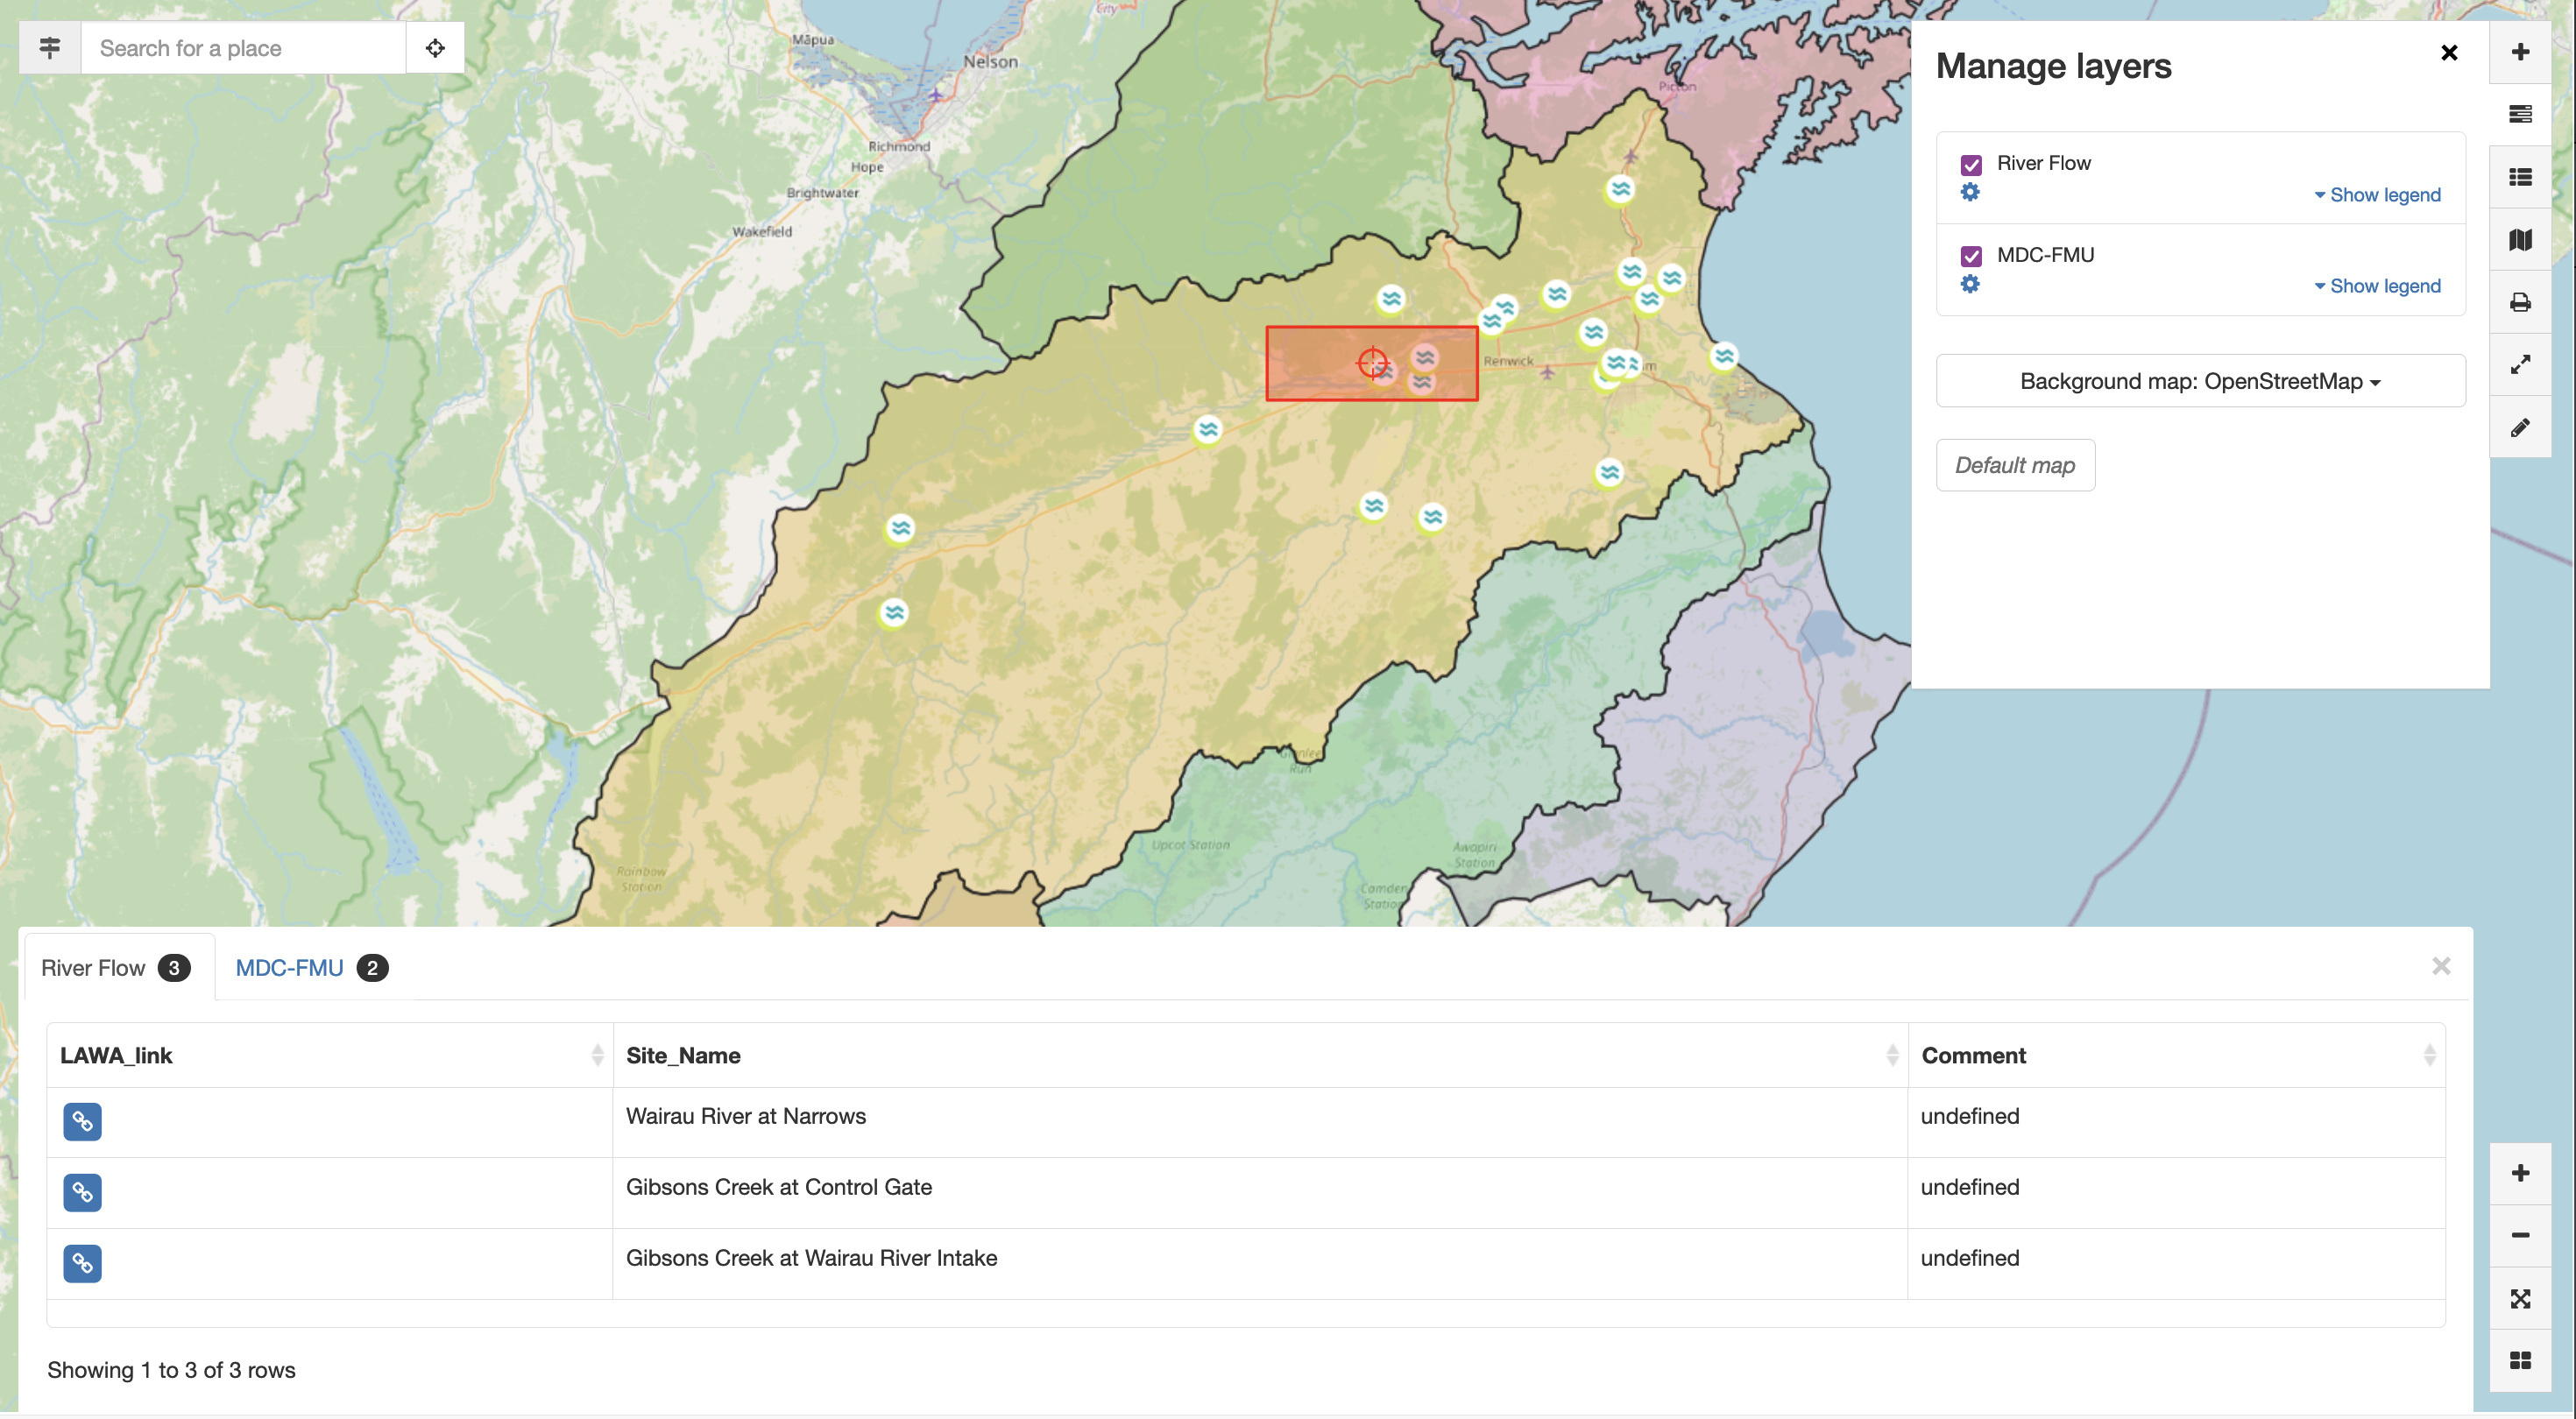 Search for a place
City
Māpua
Nelson
Picton
Richmond
Hope
Brightwater
Wakefield
Renwick
Rainbow
Station
Upcot Station
Awapiri
Station
Camden
Station
Run
Manage layers
River Flow
Show legend
MDC-FMU
Show legend
Background map: OpenStreetMap
Default map
River Flow 3
MDC-FMU 2
LAWA_link Site_Name Comment
Wairau River at Narrows undefined
Gibsons Creek at Control Gate undefined
Gibsons Creek at Wairau River Intake undefined
Showing 1 to 3 of 3 rows